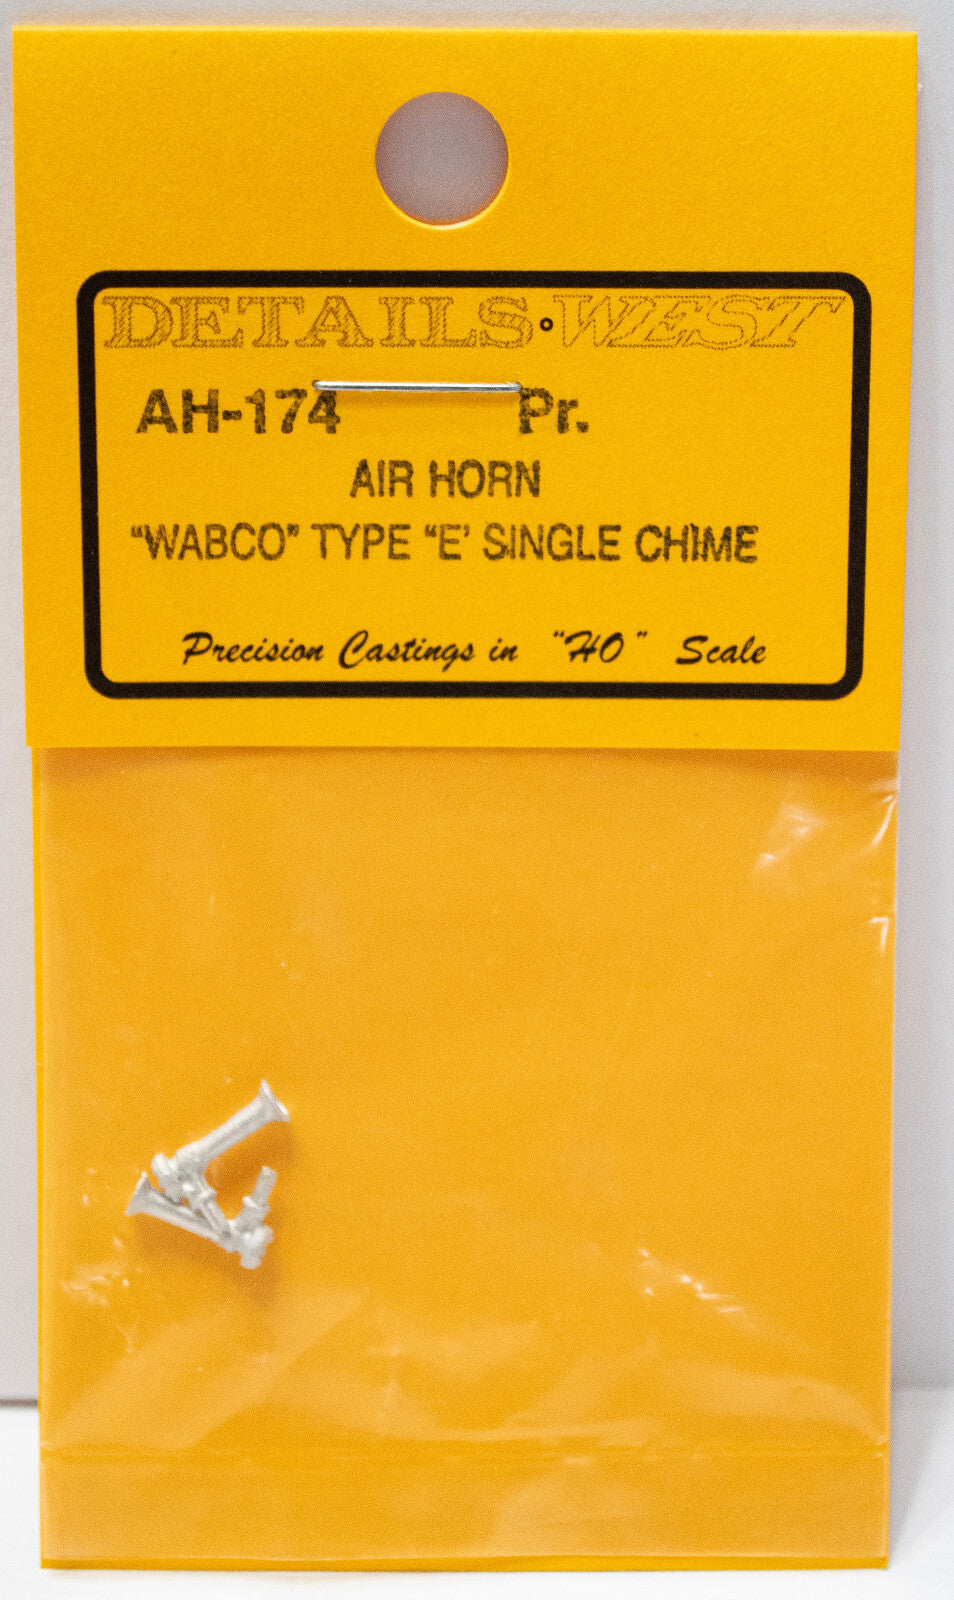 DETAILS WEST
AH-174 Pr.
AIR HORN
“WABCO” TYPE “E’ SINGLE CHIME
Precision Castings in "HO" Scale